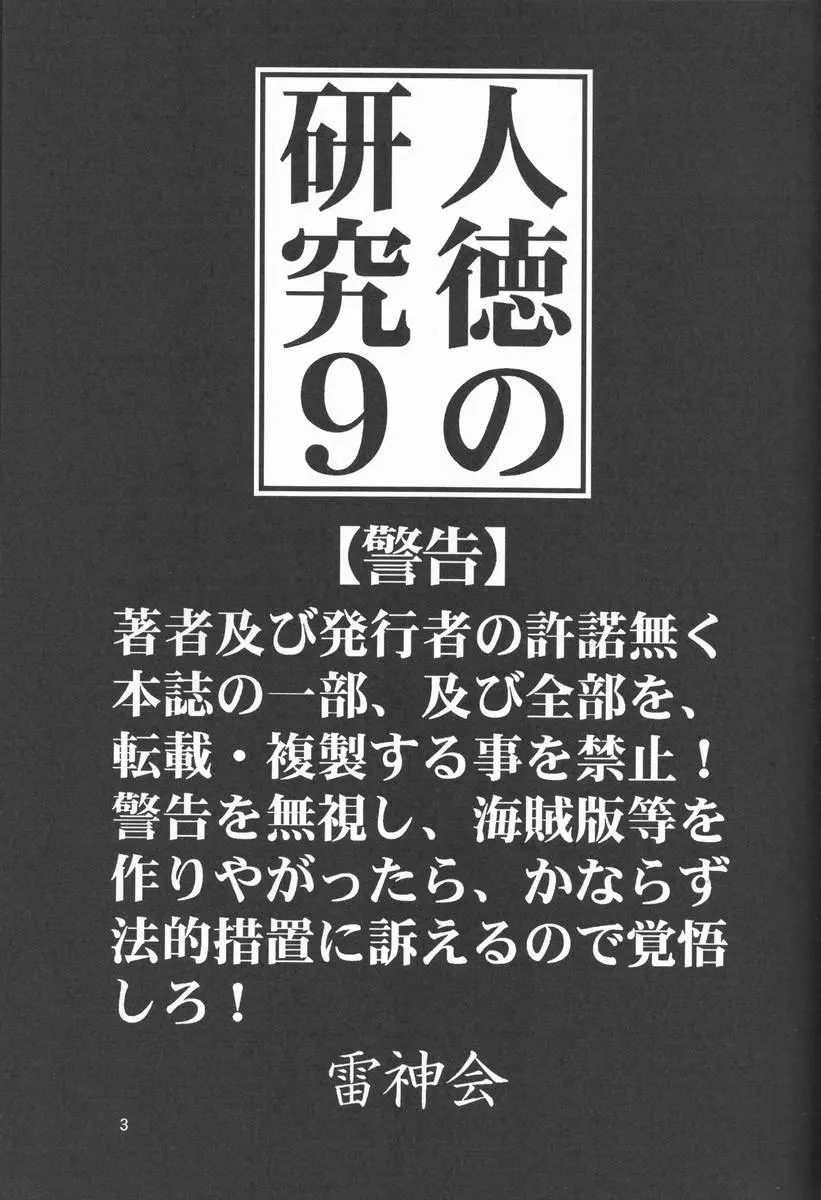 人徳の
研究9
【警告】
著者及び発行者の許諾無く
本誌の一部、及び全部を、
転載・複製する事を禁止！
警告を無視し、海賊版等を
作りやがったら、かならず
法的措置に訴えるので覚悟
しろ！
雷神会
3